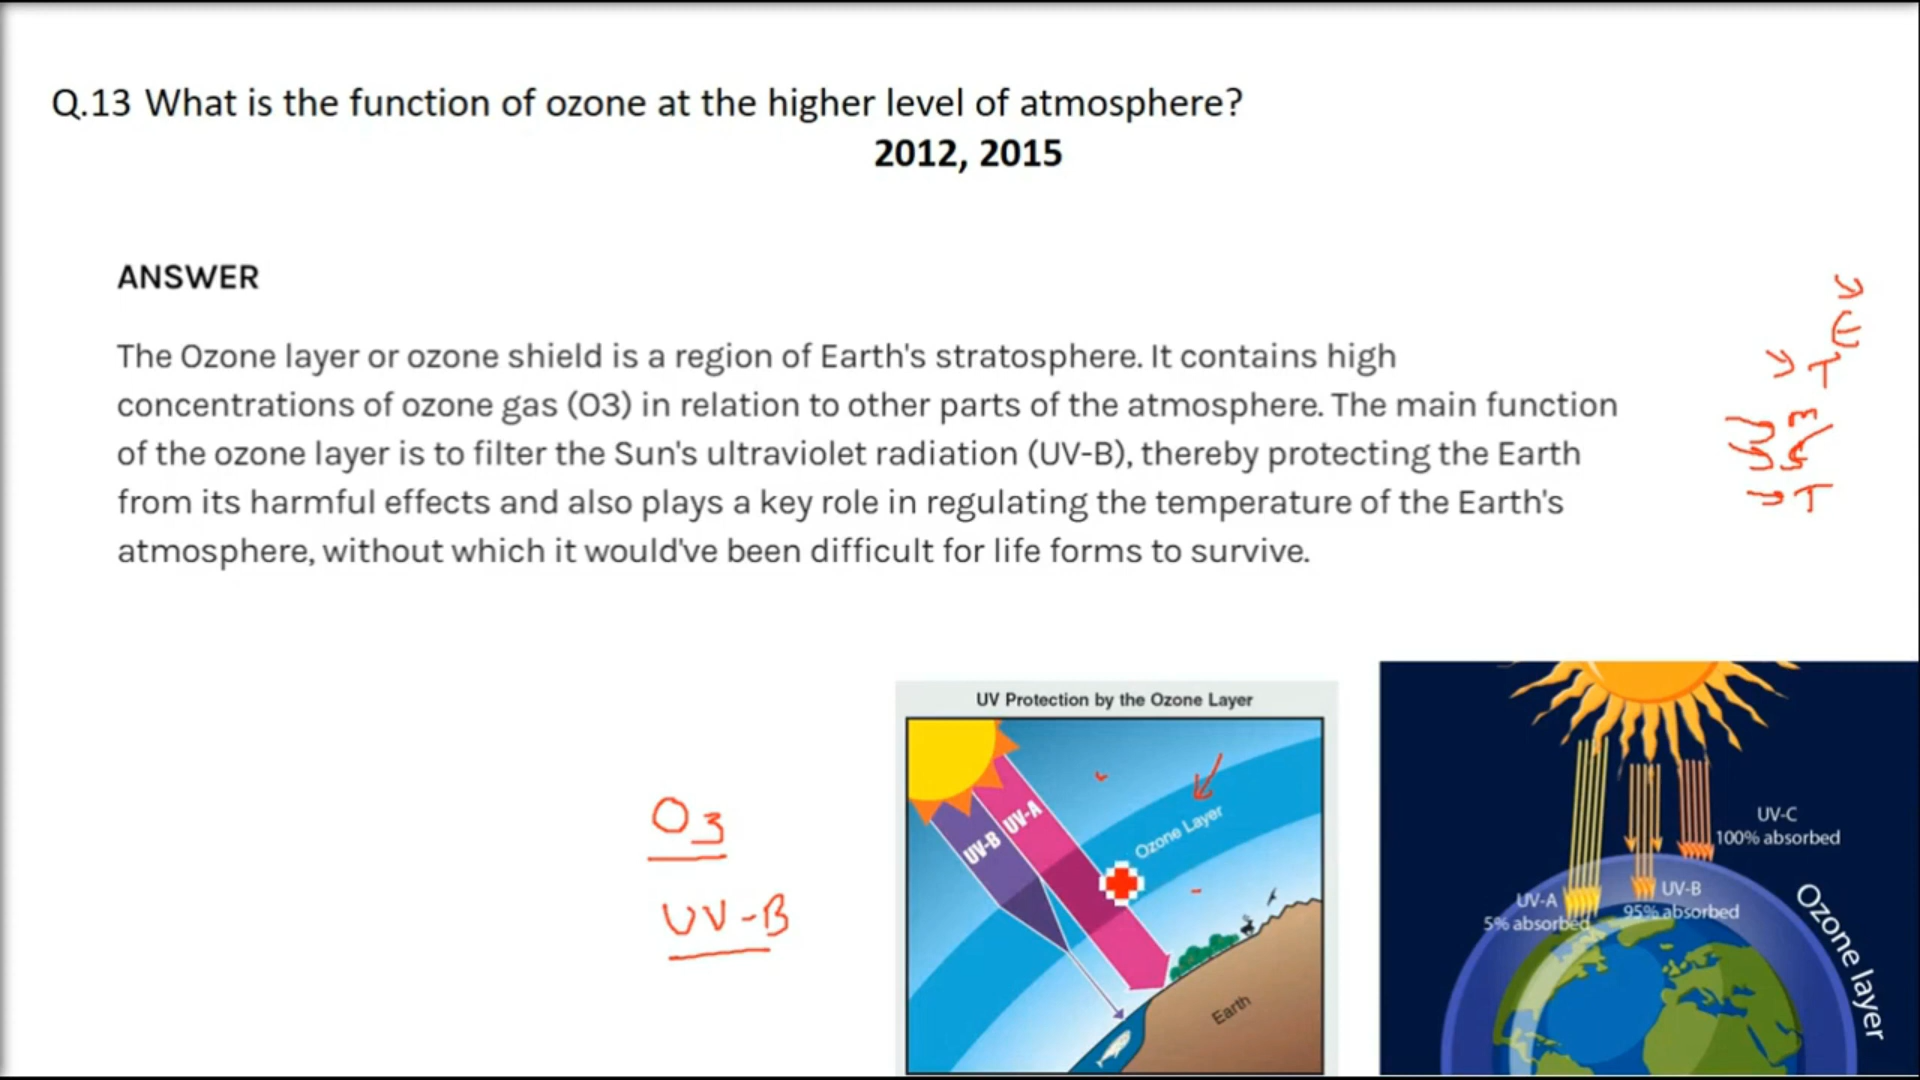 Q.13 What is the function of ozone at the higher level of atmosphere?
2012, 2015
ANSWER
The Ozone layer or ozone shield is a region of Earth's stratosphere. It contains high
concentrations of ozone gas (O3) in relation to other parts of the atmosphere. The main function
of the ozone layer is to filter the Sun's ultraviolet radiation (UV-B), thereby protecting the Earth
from its harmful effects and also plays a key role in regulating the temperature of the Earth's
atmosphere, without which it would've been difficult for life forms to survive.
E
T
M
S
T
O3
UV-B
UV Protection by the Ozone Layer
UV-B
UV-A
Ozone Layer
Earth
UV-C
100% absorbed
UV-B
95% absorbed
UV-A
5% absorbed
Ozone layer